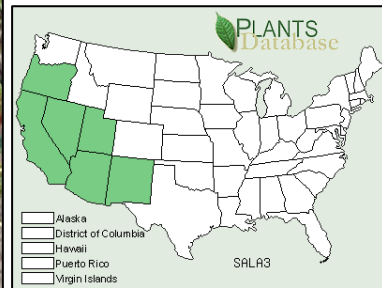 PLANTS
Database
Alaska
District of Columbia
Hawaii
Puerto Rico
Virgin Islands
SALA3